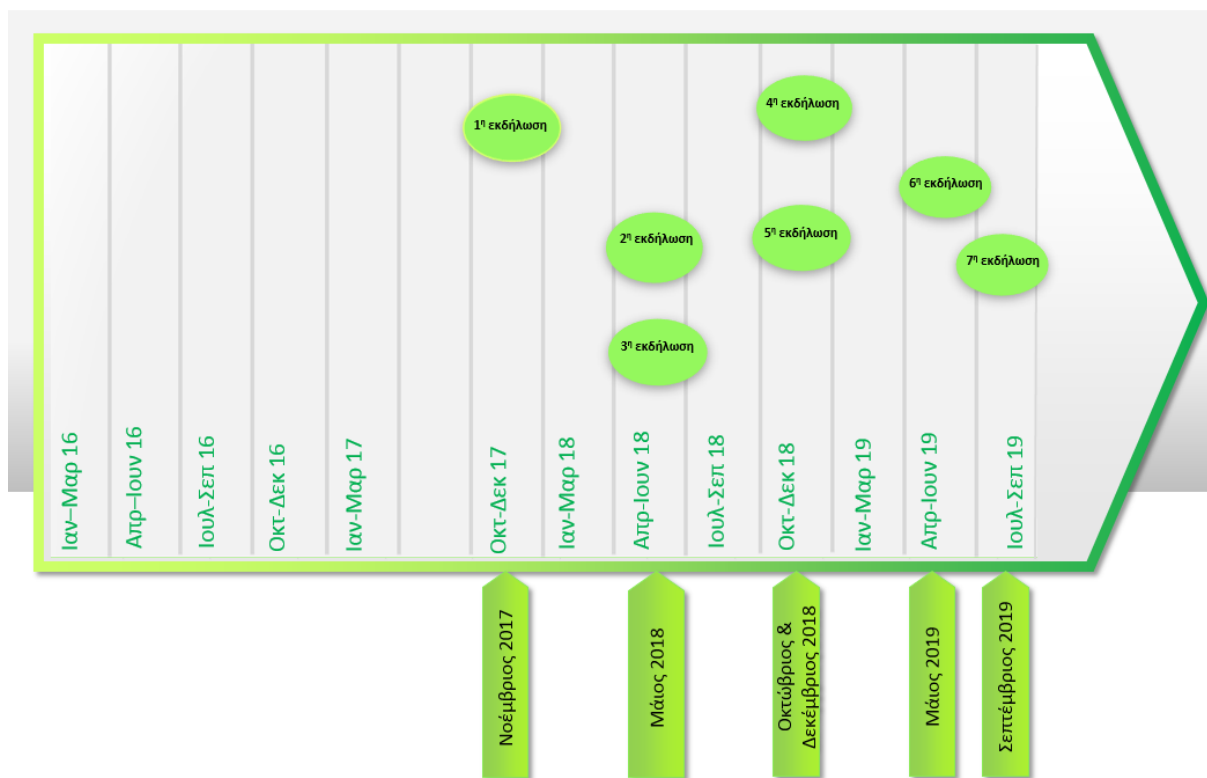 1η εκδήλωση
4η εκδήλωση
6η εκδήλωση
2η εκδήλωση
5η εκδήλωση
7η εκδήλωση
3η εκδήλωση
Ιαν–Μαρ 16
Απρ–Ιουν 16
Ιουλ-Σεπ 16
Οκτ-Δεκ 16
Ιαν-Μαρ 17
Οκτ-Δεκ 17
Ιαν-Μαρ 18
Απρ-Ιουν 18
Ιουλ-Σεπ 18
Οκτ-Δεκ 18
Ιαν-Μαρ 19
Απρ-Ιουν 19
Ιουλ-Σεπ 19
Νοέμβριος 2017
Μάιος 2018
Οκτώβριος &
Δεκέμβριος 2018
Μάιος 2019
Σεπτέμβριος 2019